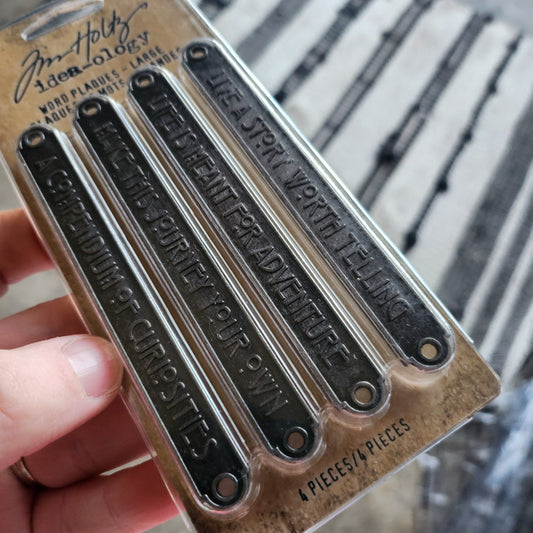 Tim Holtz
idea-ology
WORD PLAQUES - LARGE
A COMPENDIUM OF CURIOSITIES
MAKE THIS JOURNEY YOUR OWN
LIFE IS MEANT FOR ADVENTURE
LIVE A STORY WORTH TELLING
4 PIECES/4 PIECES